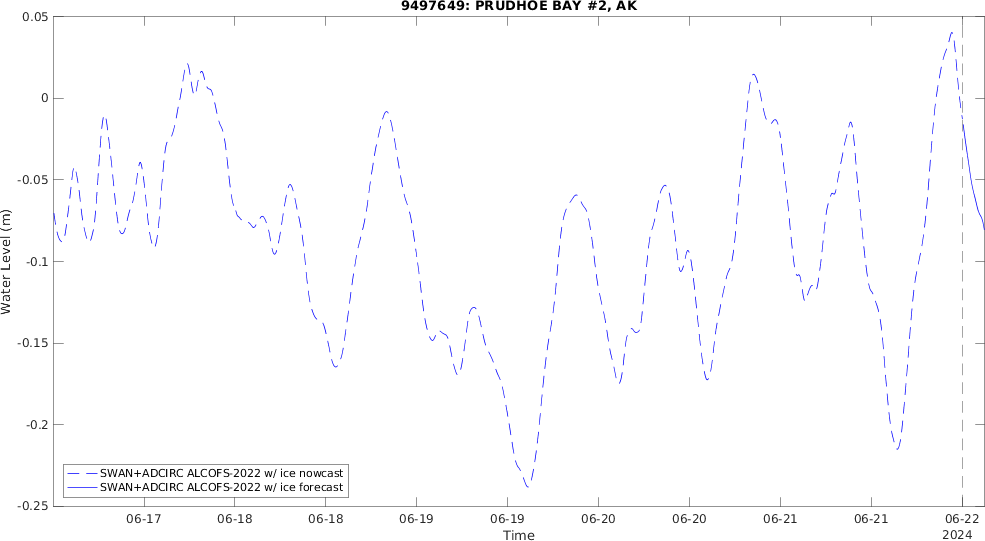 9497649: PRUDHOE BAY #2, AK
0.05
0
-0.05
-0.1
-0.15
-0.2
-0.25
Water Level (m)
SWAN+ADCIRC ALCOFS-2022 w/ ice nowcast
SWAN+ADCIRC ALCOFS-2022 w/ ice forecast
06-17 06-18 06-18 06-19 06-19 06-20 06-20 06-21 06-21 06-22
Time 2024